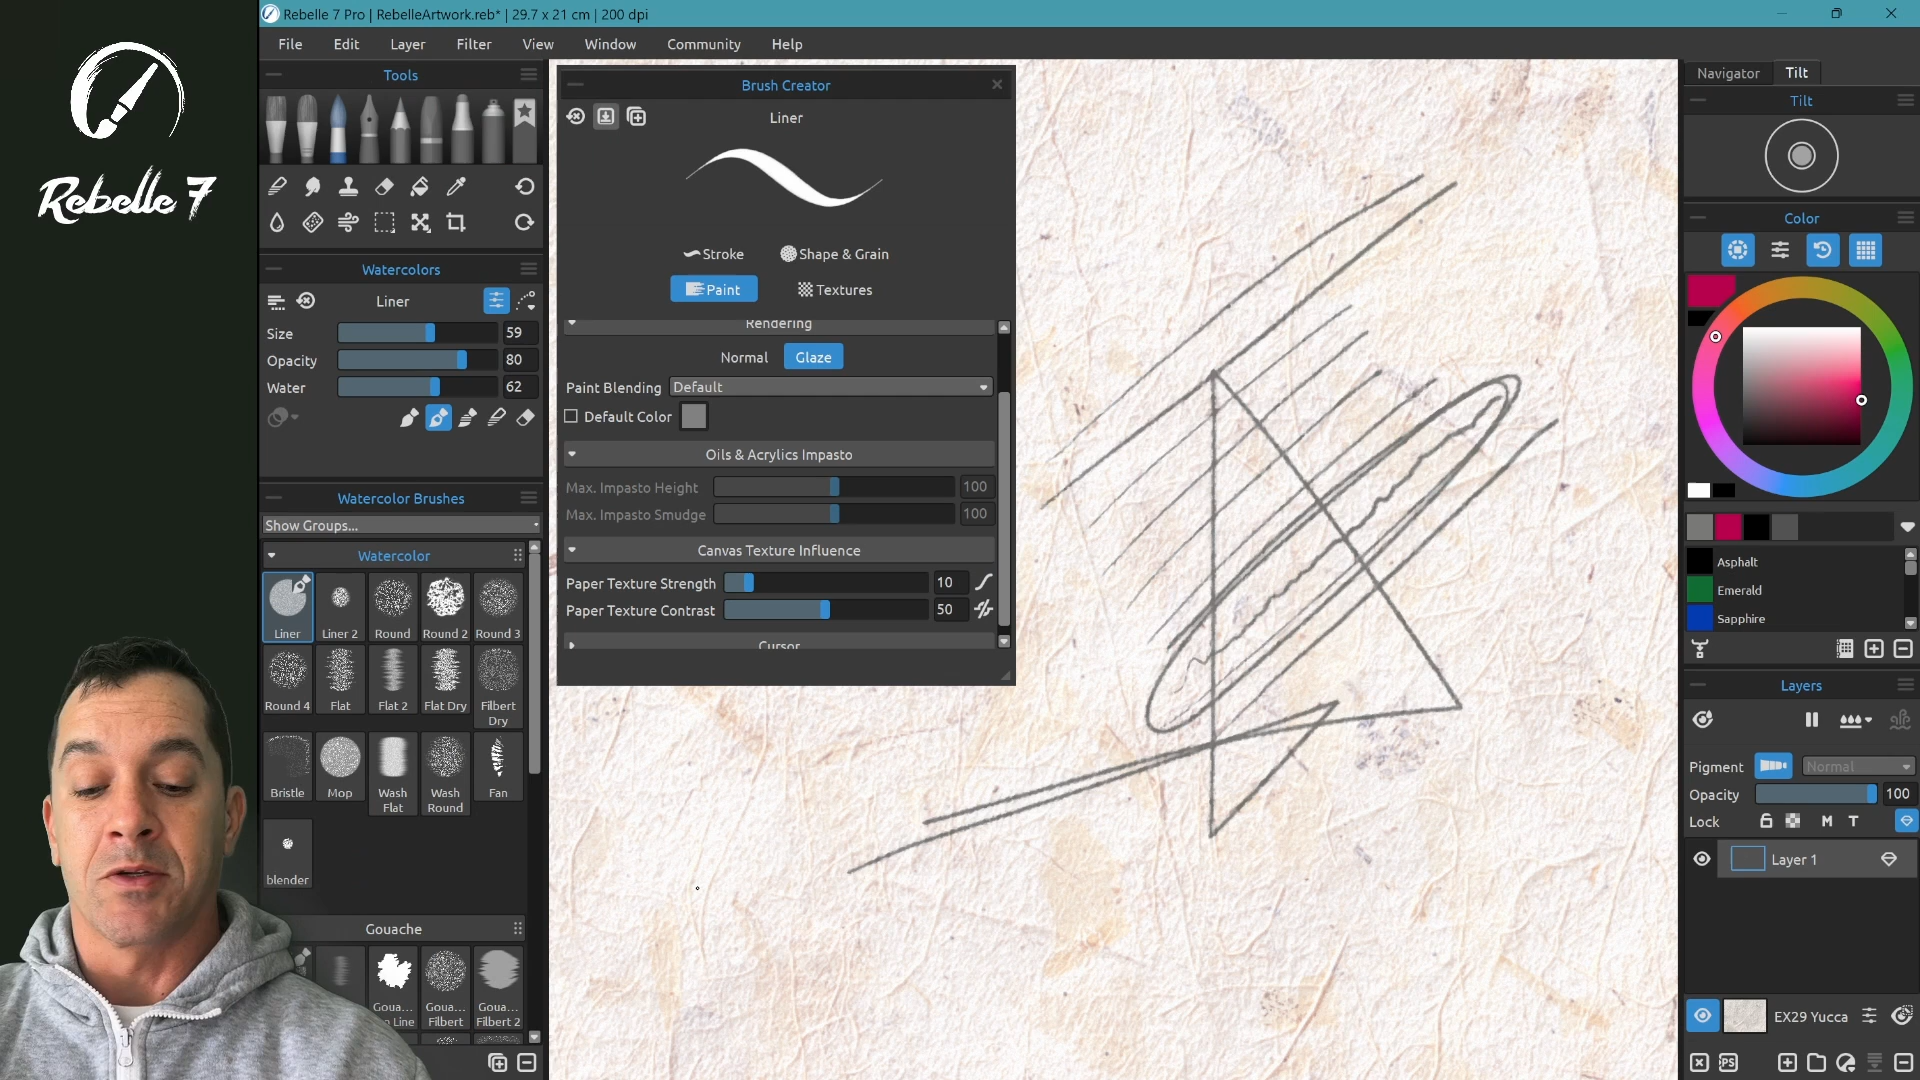 Rebelle 7
Rebelle 7 Pro | RebelleArtwork.reb* | 29.7 x 21 cm | 200 dpi
File Edit Layer Filter View Window Community Help
Tools
Watercolors
Liner
Size 59
Opacity 80
Water 62
Watercolor Brushes
Show Groups...
Watercolor
Liner Liner 2 Round Round 2 Round 3
Round 4 Flat Flat 2 Flat Dry Filbert Dry
Bristle Mop Wash Flat Wash Round Fan
blender
Gouache
Goua... Goua... Goua...
Line Filbert Filbert 2
Brush Creator
Liner
Stroke Shape & Grain
Paint Textures
Rendering
Normal Glaze
Paint Blending Default
Default Color
Oils & Acrylics Impasto
Max. Impasto Height 100
Max. Impasto Smudge 100
Canvas Texture Influence
Paper Texture Strength 10
Paper Texture Contrast 50
Cursor
Navigator Tilt
Tilt
Color
Asphalt
Emerald
Sapphire
Layers
Pigment Normal
Opacity 100
Lock M T
Layer 1
EX29 Yucca
PS